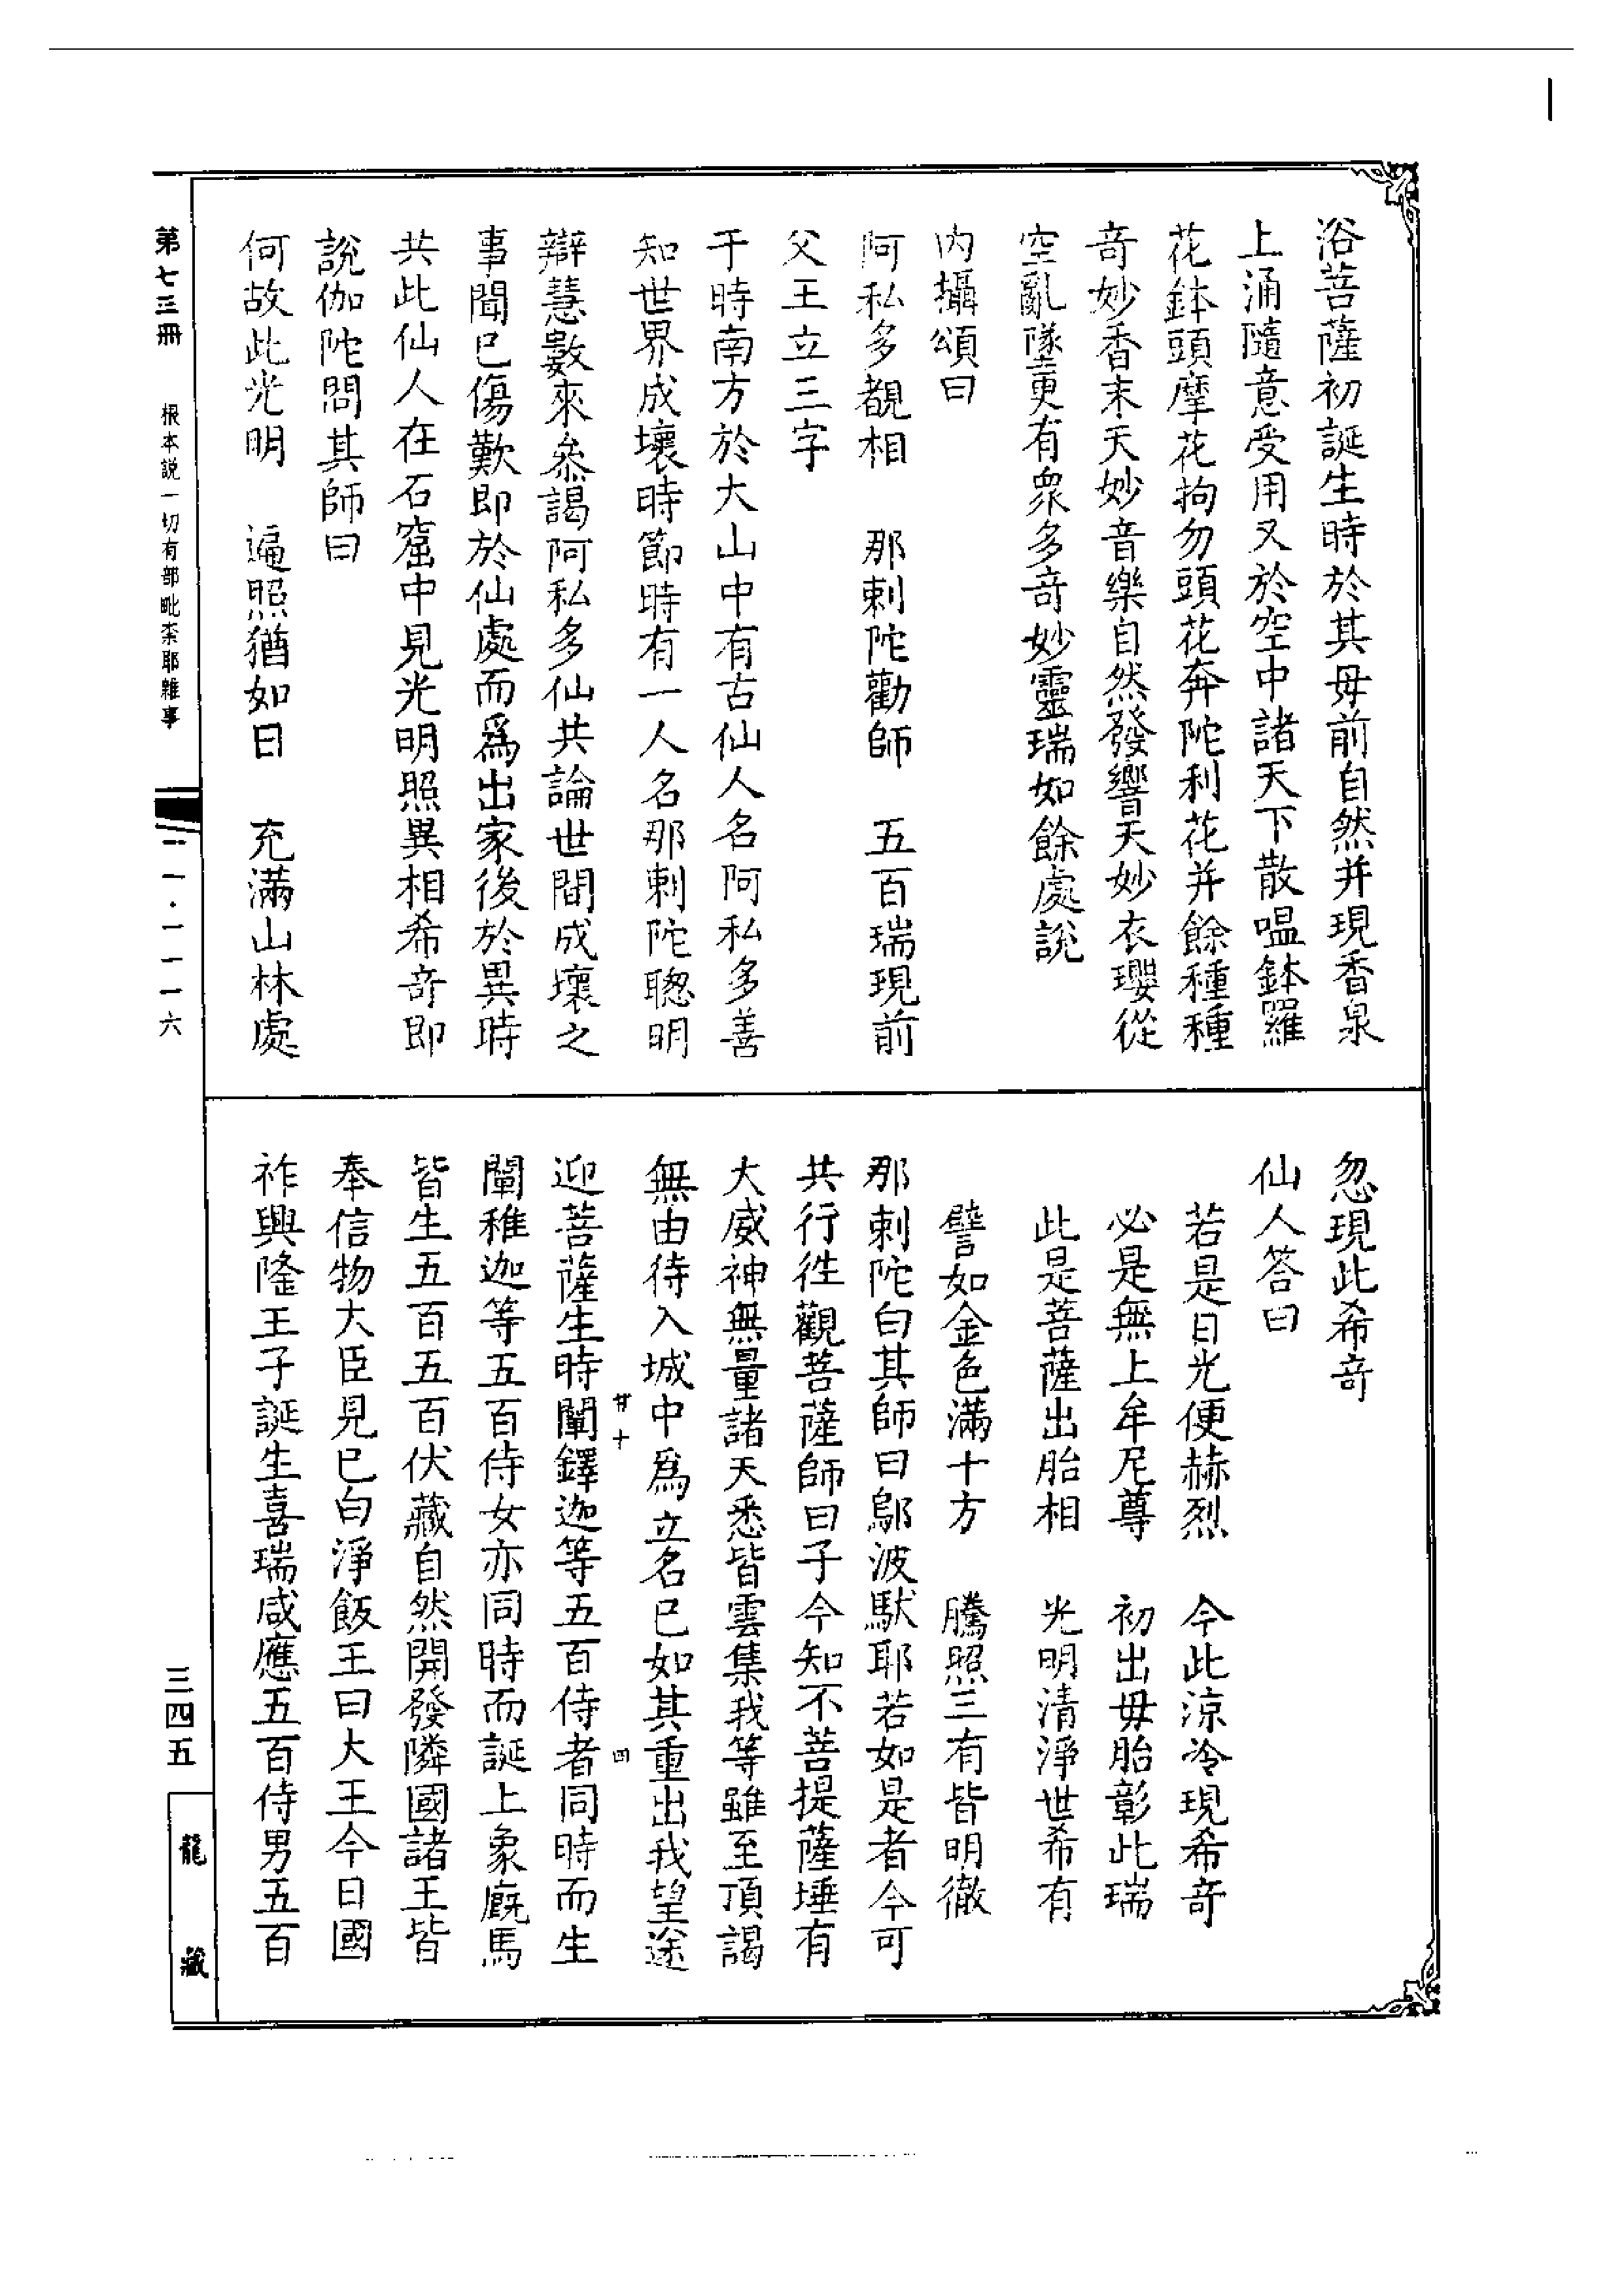 浴菩薩初誕生時於其毋前自然并現香泉
上涌隨意受用又於空中諸天下散嗢鉢羅
花鉢頭摩花拘勿頭花奔陀利花并餘種種
奇妙香末天妙音樂自然發響天妙衣瓔從
空亂墜更有衆多奇妙靈瑞如餘處說
內攝頌曰
阿私多覩相 那剌陀勸師 五百瑞現前
父王立三字
于時南方於大山中有古仙人名阿私多善
知世界成壞時節時有一人名那剌陀聰明
辯慧數來叅謁阿私多仙共論世間成壞之
事聞已傷歎即於仙處而爲出家後於異時
共此仙人在石窟中見光明照異相希奇即
說伽陀問其師曰
何故此光明 遍照猶如日 充滿山林處
忽現此希奇
仙人答曰
若是日光便赫烈 今此涼冷現希奇
必是無上牟尼尊 初出毋胎彰此瑞
此是菩薩出胎相 光明清淨世希有
譬如金色滿十方 騰照三有皆明徹
那剌陀白其師曰鄔波馱耶若如是者今可
共行徃觀菩薩師曰子今知不菩提薩埵有
大威神無量諸天悉皆雲集我等雖至頂謁
無由待入城中爲立名已如其重出我望途
迎菩薩生時闡鐸迦等五百侍者同時而生
闡稚迦等五百侍女亦同時而誕上象廐馬
皆生五百五百伏藏自然開發隣國諸王皆
奉信物大臣見已白淨飯王曰大王今日國
祚興隆王子誕生喜瑞咸應五百侍男五百
廿十 四
第七三冊 根本説一切有部毗柰耶雜事 一一·一一一六
三四五
龍藏